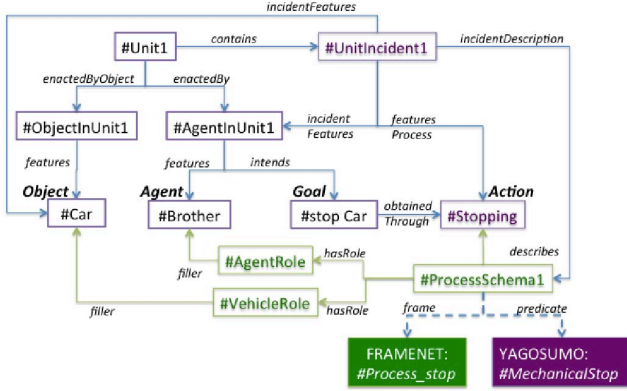 incidentFeatures
#Unit1
contains
#UnitIncident1
incidentDescription
enactedByObject
enactedBy
#ObjectInUnit1
#AgentInUnit1
incident
Features
features
Process
features
features
intends
Object
Agent
Goal
Action
#Car
#Brother
#stop Car
obtained
Through
#Stopping
filler
#AgentRole
hasRole
describes
#ProcessSchema1
filler
#VehicleRole
hasRole
frame
predicate
FRAMENET:
#Process_stop
YAGOSUMO:
#MechanicalStop